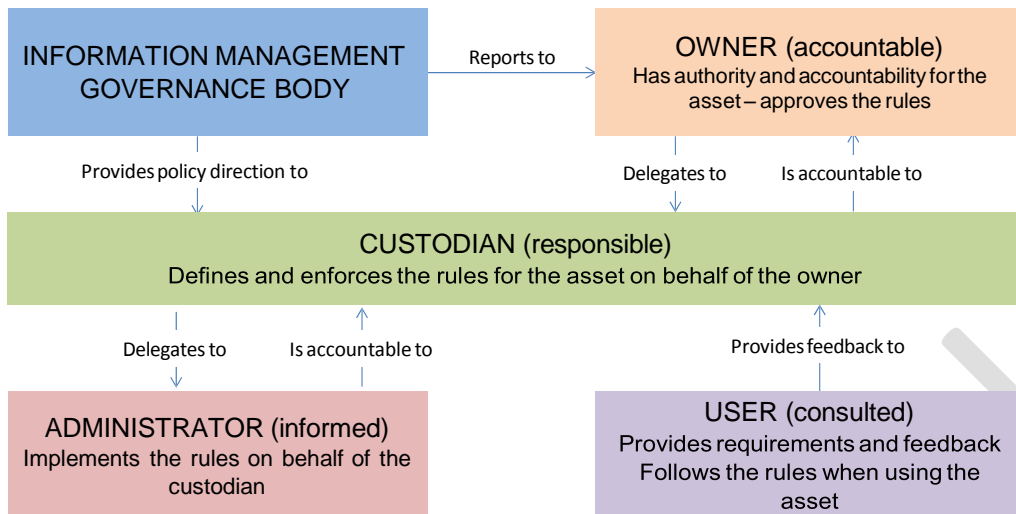 INFORMATION MANAGEMENT
GOVERNANCE BODY
Reports to
OWNER (accountable)
Has authority and accountability for the
asset – approves the rules
Provides policy direction to
Delegates to
Is accountable to
CUSTODIAN (responsible)
Defines and enforces the rules for the asset on behalf of the owner
Delegates to
Is accountable to
Provides feedback to
ADMINISTRATOR (informed)
Implements the rules on behalf of the
custodian
USER (consulted)
Provides requirements and feedback
Follows the rules when using the
asset